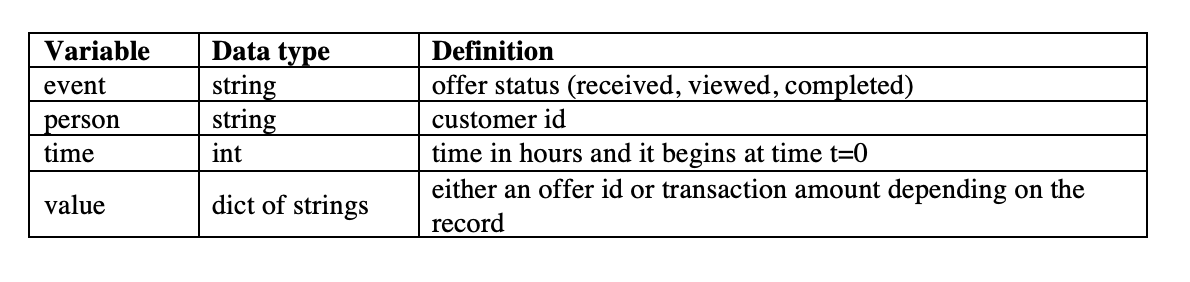 Variable Data type Definition
event string offer status (received, viewed, completed)
person string customer id
time int time in hours and it begins at time t=0
value dict of strings either an offer id or transaction amount depending on the
record